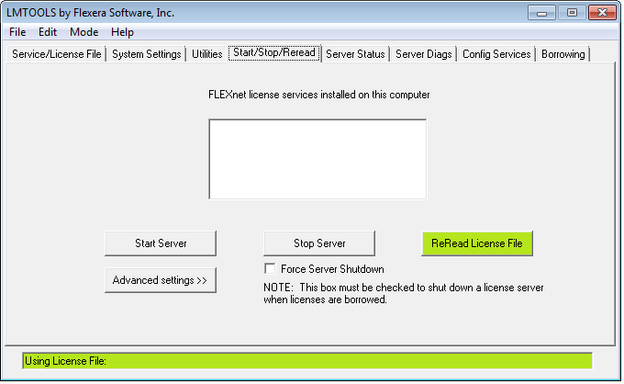 LMTOOLS by Flexera Software, Inc.
File Edit Mode Help
Service/License File System Settings Utilities Start/Stop/Reread Server Status Server Diags Config Services Borrowing
FLEXnet license services installed on this computer
Start Server Stop Server ReRead License File
Advanced settings >> Force Server Shutdown
NOTE: This box must be checked to shut down a license server
when licenses are borrowed.
Using License File: